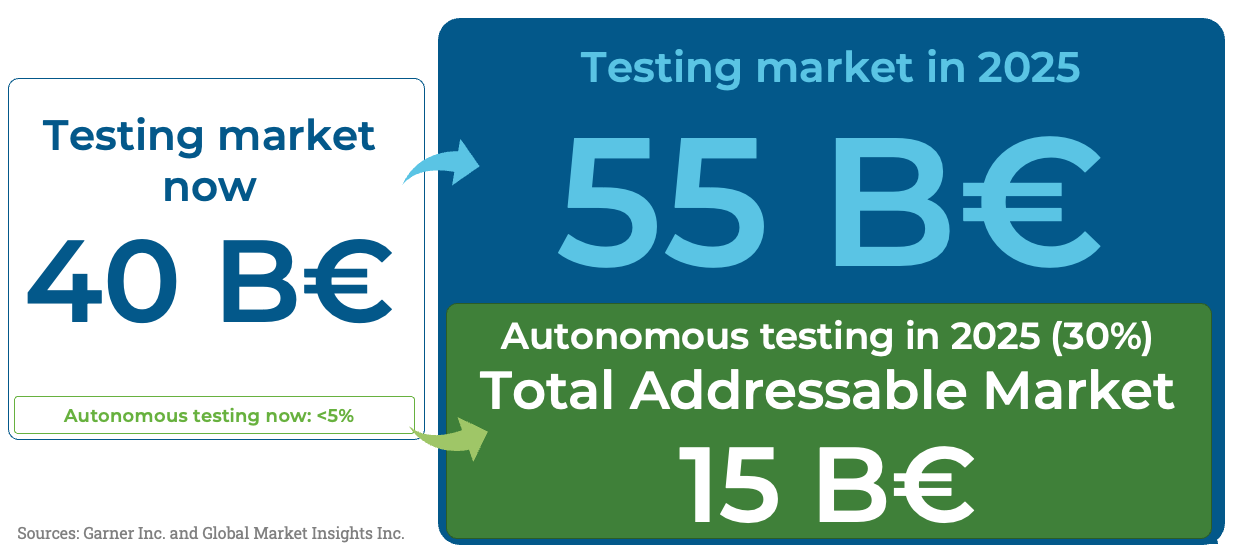 Testing market
now
40 B€
Autonomous testing now: <5%
Testing market in 2025
55 B€
Autonomous testing in 2025 (30%)
Total Addressable Market
15 B€
Sources: Garner Inc. and Global Market Insights Inc.